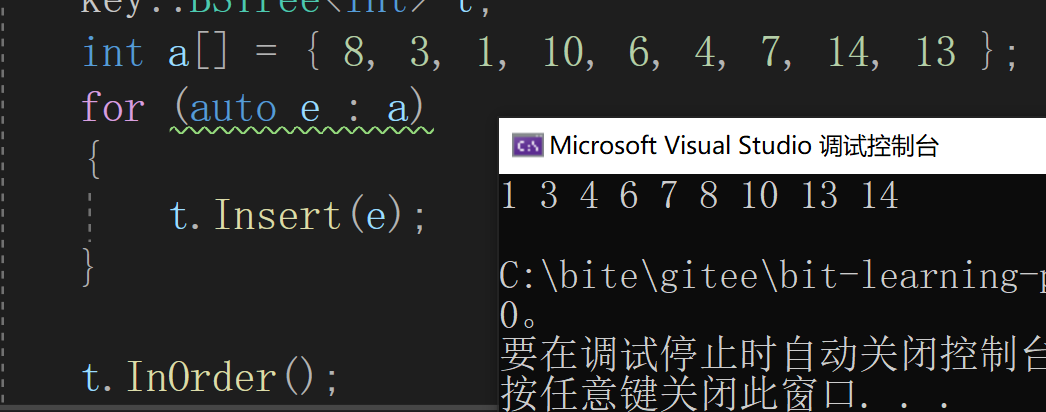 key::BSTree<int> t;
int a[] = { 8, 3, 1, 10, 6, 4, 7, 14, 13 };
for (auto e : a)
{
t.Insert(e);
}
t.InOrder();
Microsoft Visual Studio 调试控制台
1 3 4 6 7 8 10 13 14
C:\bite\gitee\bit-learning-p
0。
要在调试停止时自动关闭控制台
按任意键关闭此窗口. . .